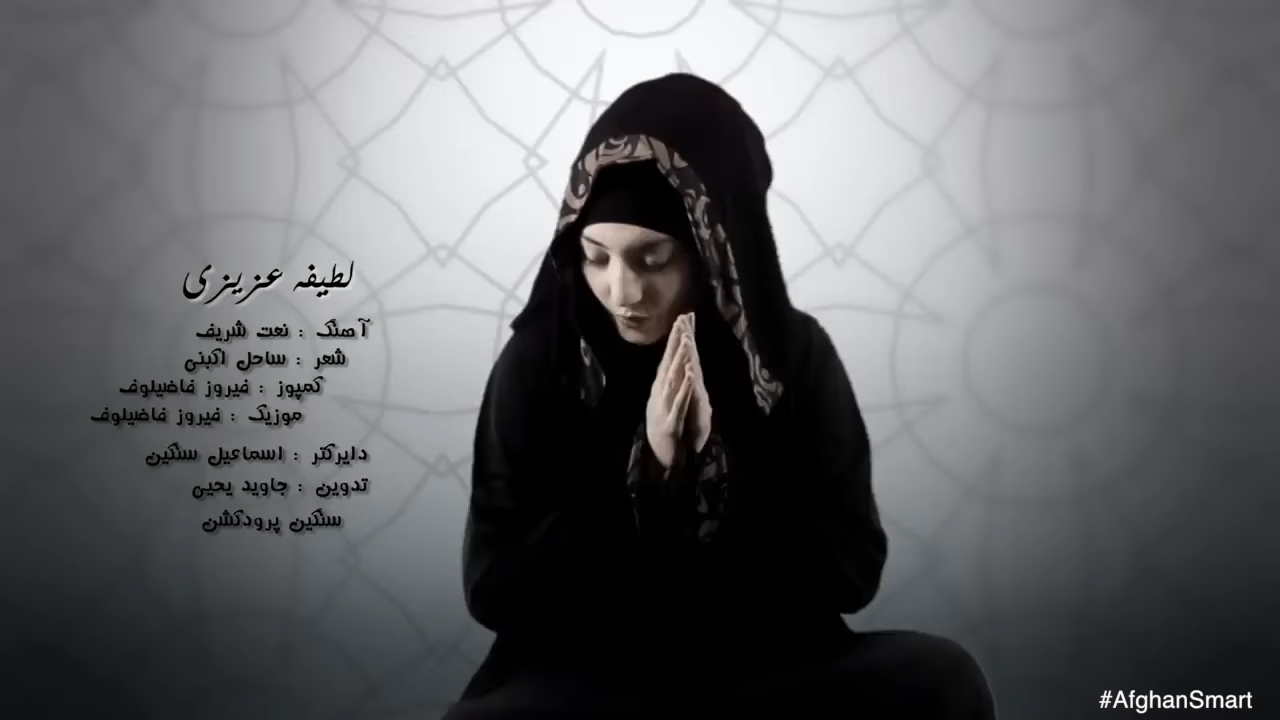 لطیفه عزیزی
آهنگ : نعت شریف
شعر : ساحل اکبنی
کمپوز : فیروز فاضیلوف
موزیک : فیروز فاضیلوف
دایرکتر : اسماعیل سنگین
تدوین : جاوید یحیی
سنگین پرودکشن
#AfghanSmart